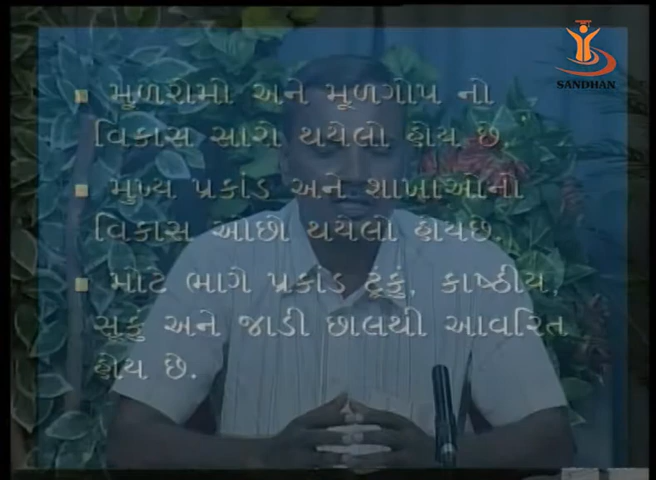 મુળરોમો અને મૂળગોપ નો
વિકાસ સારો થયેલો હોય છે.
મુખ્ય પ્રકાંડ અને શાખાઓનો
વિકાસ ઓછો થયેલો હોયછે.
મોટે ભાગે પ્રકાંડ ટૂંકું, કાષ્ઠીય,
સૂકું અને જાડી છાલથી આવરિત
હોય છે.
SANDHAN